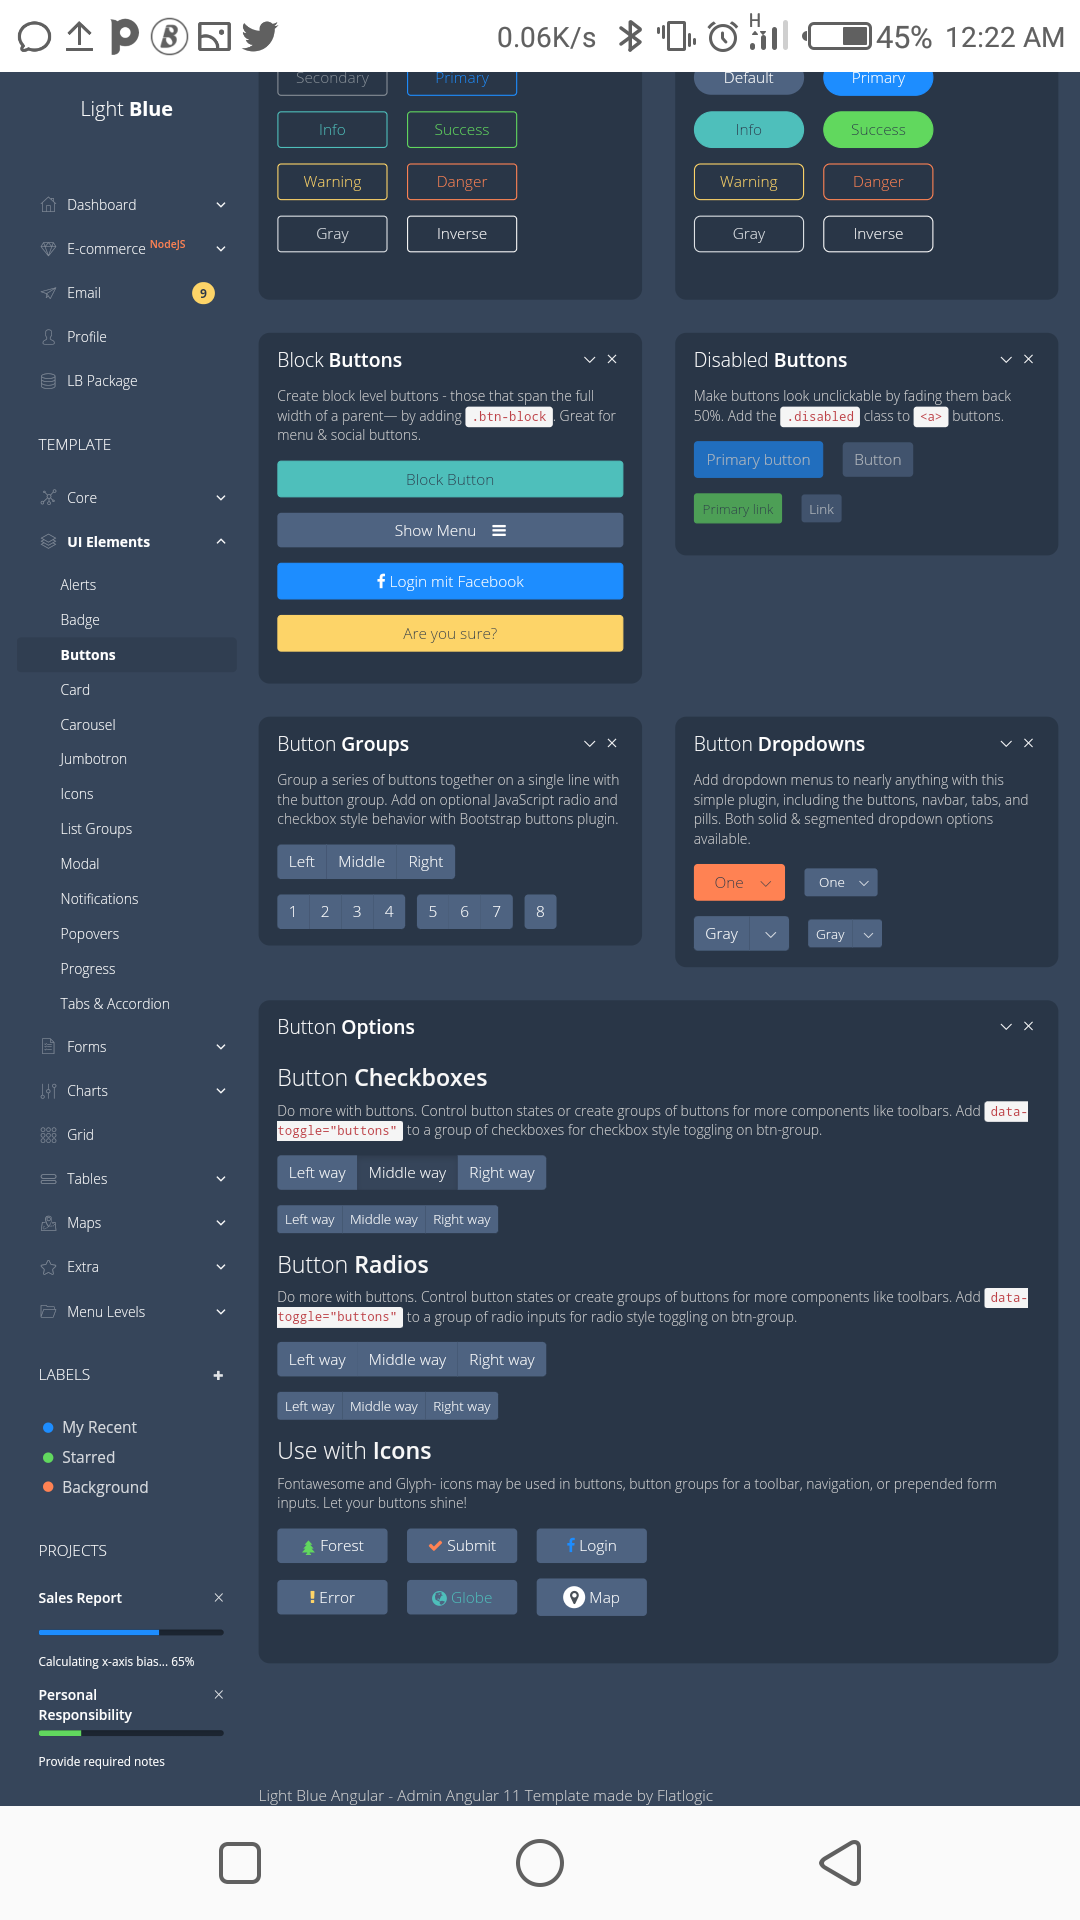 0.06K/s H 45% 12:22 AM
Light Blue
Dashboard
E-commerce NodeJS
Email 9
Profile
LB Package
TEMPLATE
Core
UI Elements
Alerts
Badge
Buttons
Card
Carousel
Jumbotron
Icons
List Groups
Modal
Notifications
Popovers
Progress
Tabs & Accordion
Forms
Charts
Grid
Tables
Maps
Extra
Menu Levels
LABELS +
My Recent
Starred
Background
PROJECTS
Sales Report
Calculating x-axis bias... 65%
Personal
Responsibility
Provide required notes
Secondary Primary
Info Success
Warning Danger
Gray Inverse
Default Primary
Info Success
Warning Danger
Gray Inverse
Block Buttons
Create block level buttons - those that span the full
width of a parent— by adding .btn-block. Great for
menu & social buttons.
Block Button
Show Menu
Login mit Facebook
Are you sure?
Disabled Buttons
Make buttons look unclickable by fading them back
50%. Add the .disabled class to <a> buttons.
Primary button Button
Primary link Link
Button Groups
Group a series of buttons together on a single line with
the button group. Add on optional JavaScript radio and
checkbox style behavior with Bootstrap buttons plugin.
Left Middle Right
1 2 3 4 5 6 7 8
Button Dropdowns
Add dropdown menus to nearly anything with this
simple plugin, including the buttons, navbar, tabs, and
pills. Both solid & segmented dropdown options
available.
One One
Gray Gray
Button Options
Button Checkboxes
Do more with buttons. Control button states or create groups of buttons for more components like toolbars. Add data-
toggle="buttons" to a group of checkboxes for checkbox style toggling on btn-group.
Left way Middle way Right way
Left way Middle way Right way
Button Radios
Do more with buttons. Control button states or create groups of buttons for more components like toolbars. Add data-
toggle="buttons" to a group of radio inputs for radio style toggling on btn-group.
Left way Middle way Right way
Left way Middle way Right way
Use with Icons
Fontawesome and Glyph- icons may be used in buttons, button groups for a toolbar, navigation, or prepended form
inputs. Let your buttons shine!
Forest Submit Login
Error Globe Map
Light Blue Angular - Admin Angular 11 Template made by Flatlogic